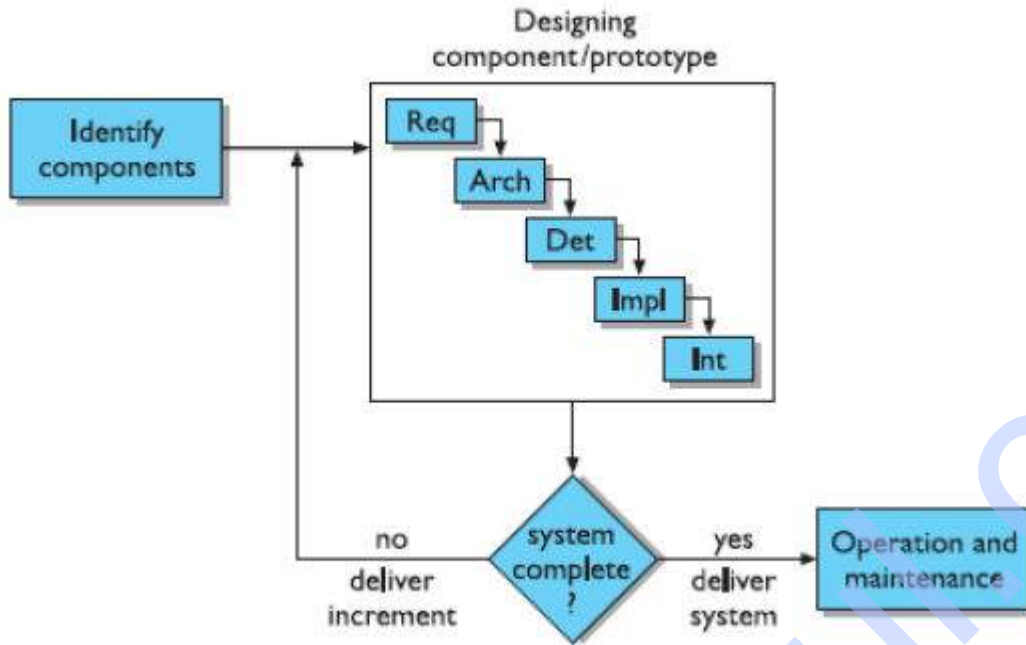 Designing
component/prototype
Identify
components
Req
Arch
Det
Impl
Int
system
complete
?
no
deliver
increment
yes
deliver
system
Operation and
maintenance